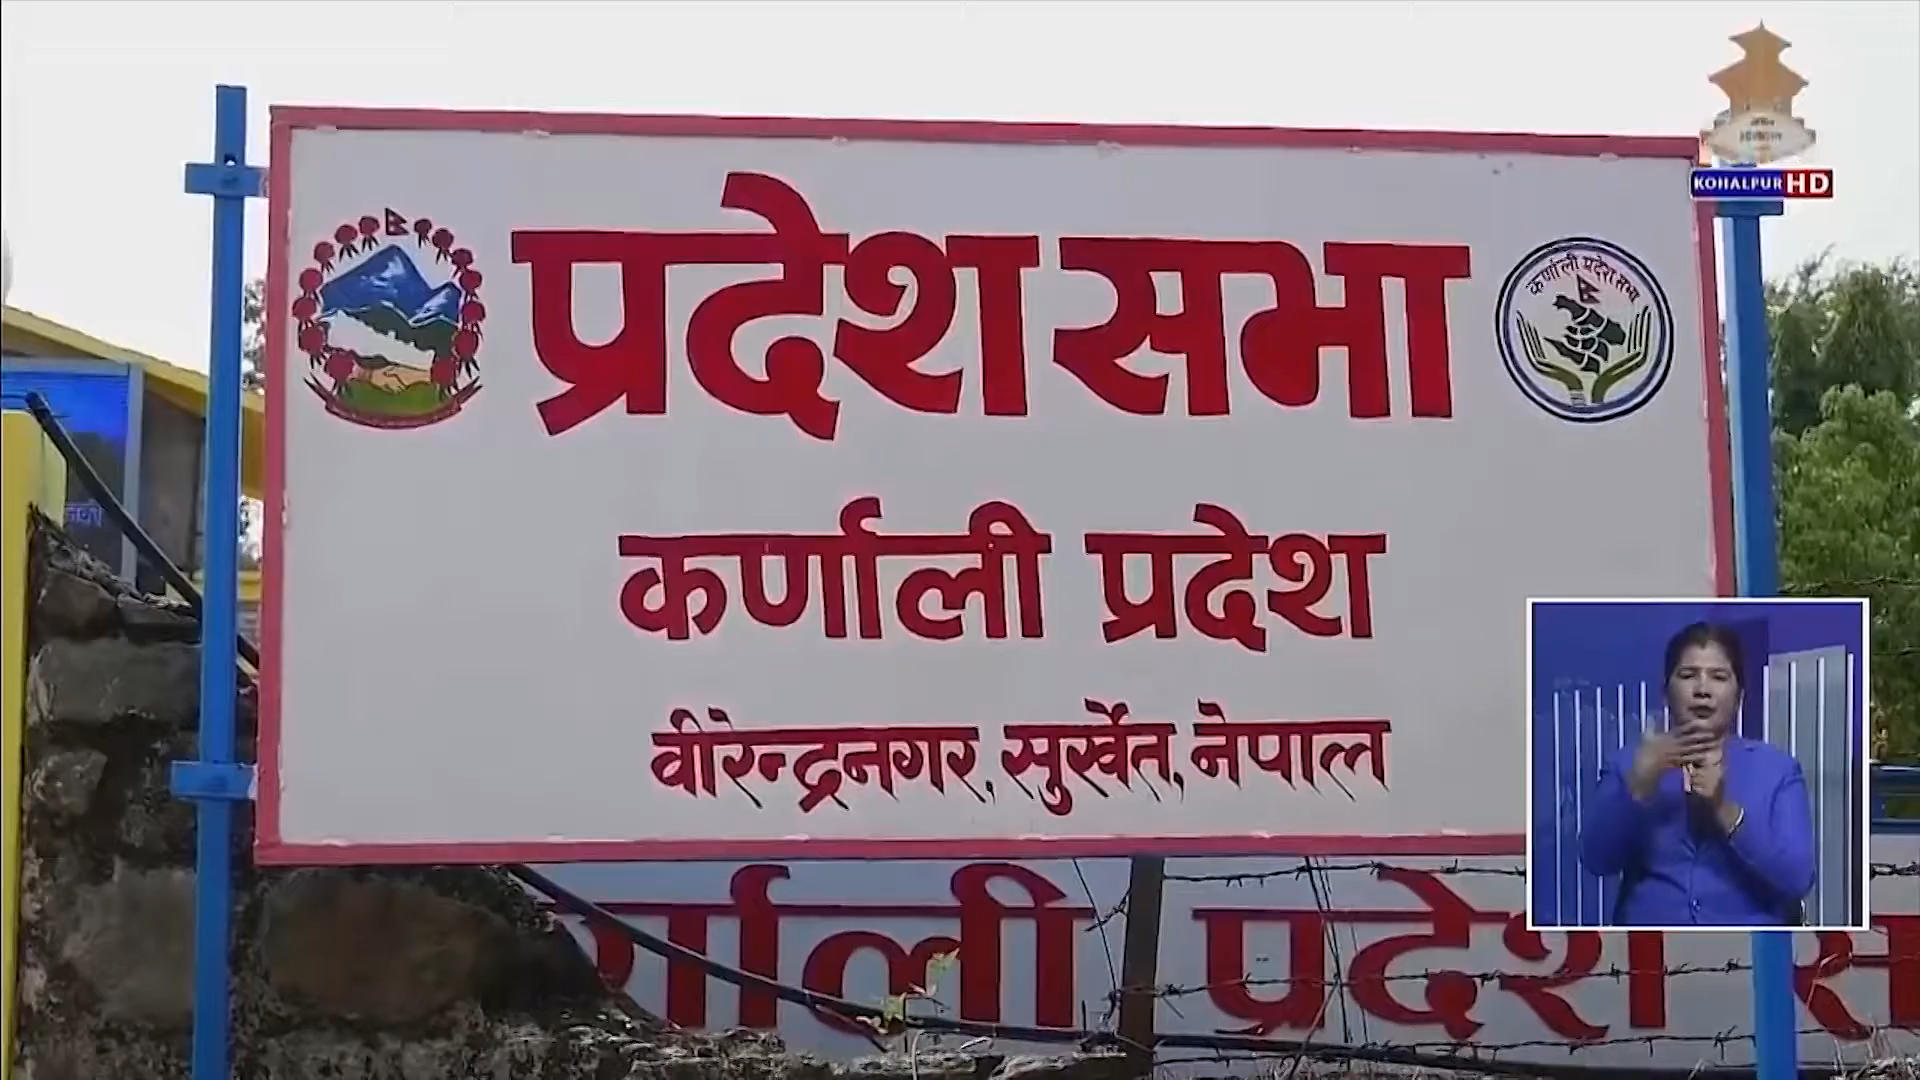 KOHALPUR HD
प्रदेश सभा
कर्णाली प्रदेश सभा
कर्णाली प्रदेश
वीरेन्द्रनगर, सुर्खेत, नेपाल
र्णाली प्रदेश स